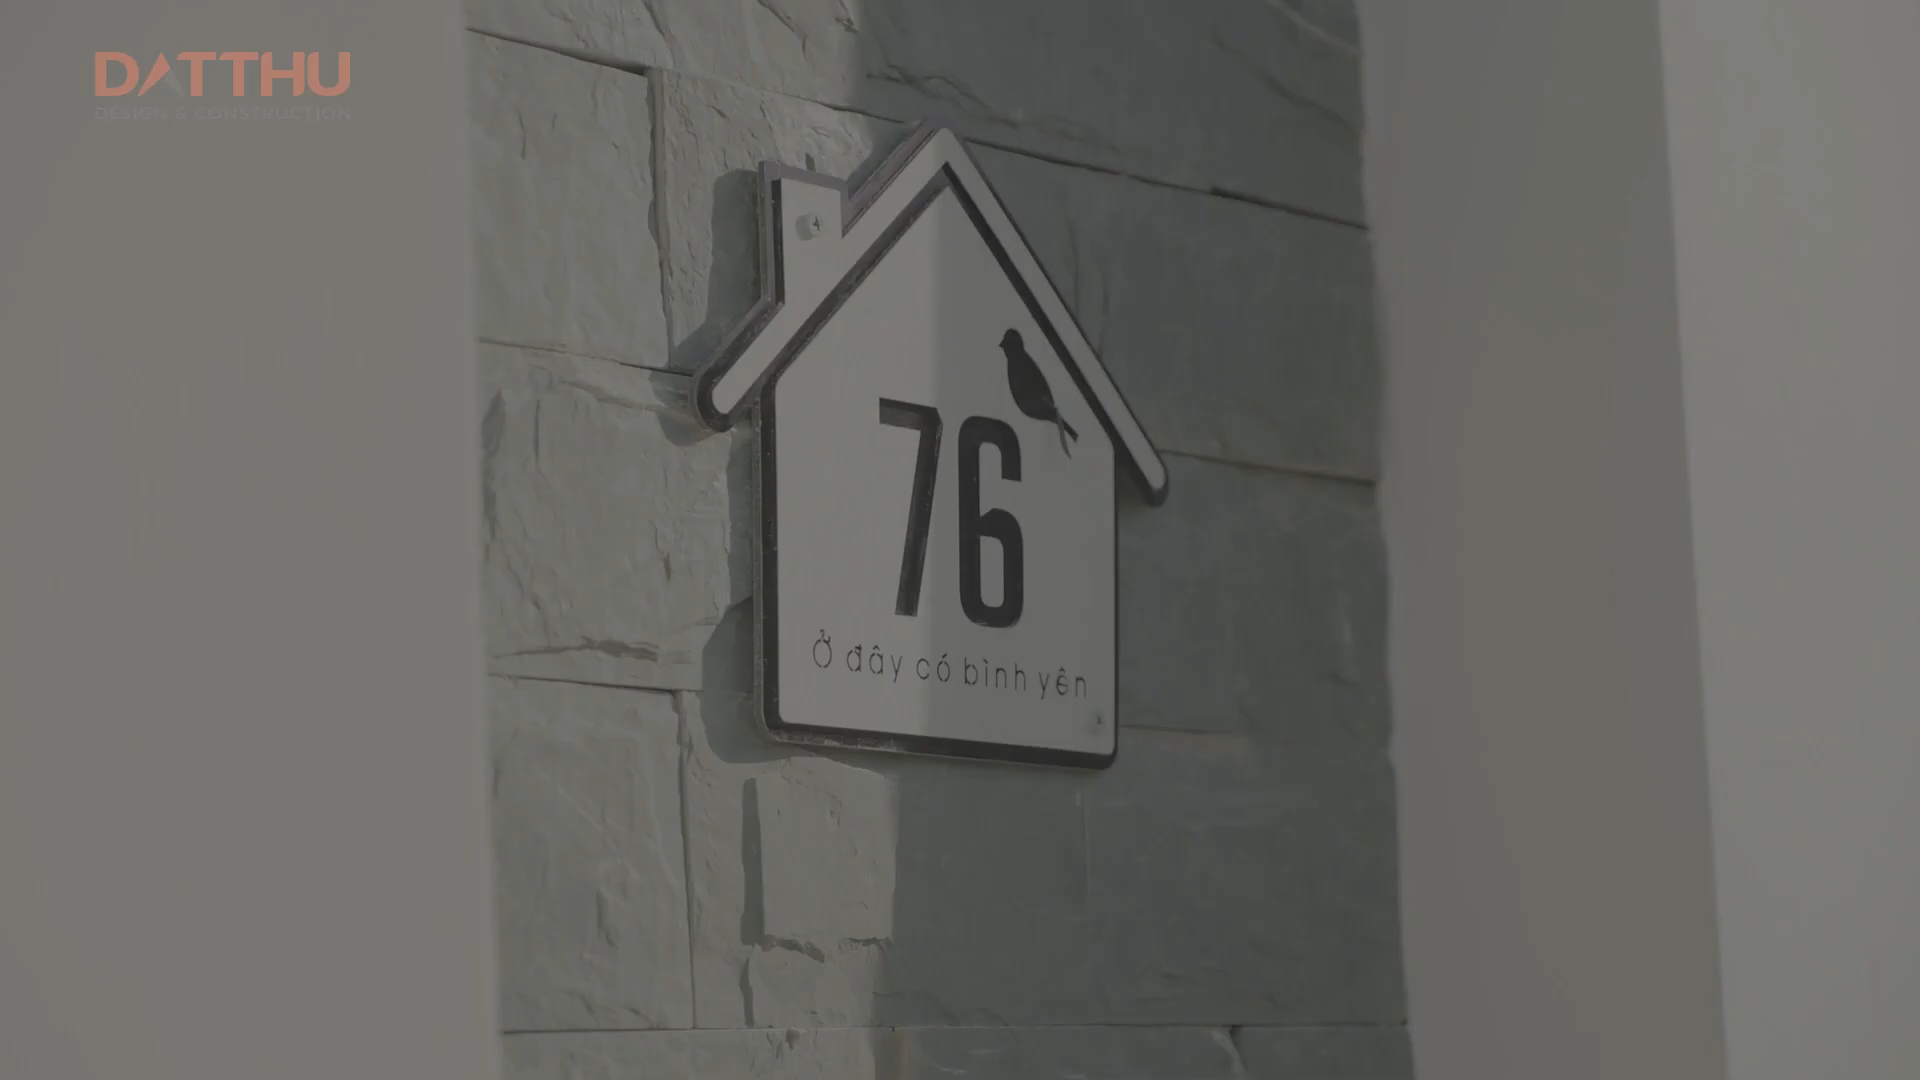 DATTHU
DESIGN & CONSTRUCTION
76
Ở đây có bình yên